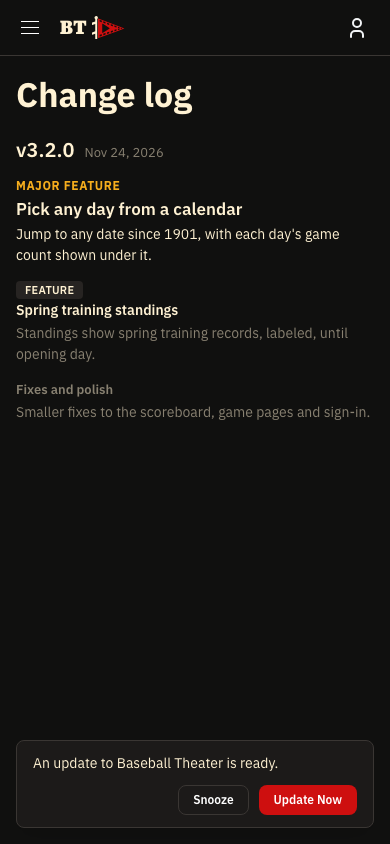 BT
Change log
v3.2.0 Nov 24, 2026
MAJOR FEATURE
Pick any day from a calendar
Jump to any date since 1901, with each day's game
count shown under it.
FEATURE
Spring training standings
Standings show spring training records, labeled, until
opening day.
Fixes and polish
Smaller fixes to the scoreboard, game pages and sign-in.
An update to Baseball Theater is ready.
Snooze Update Now